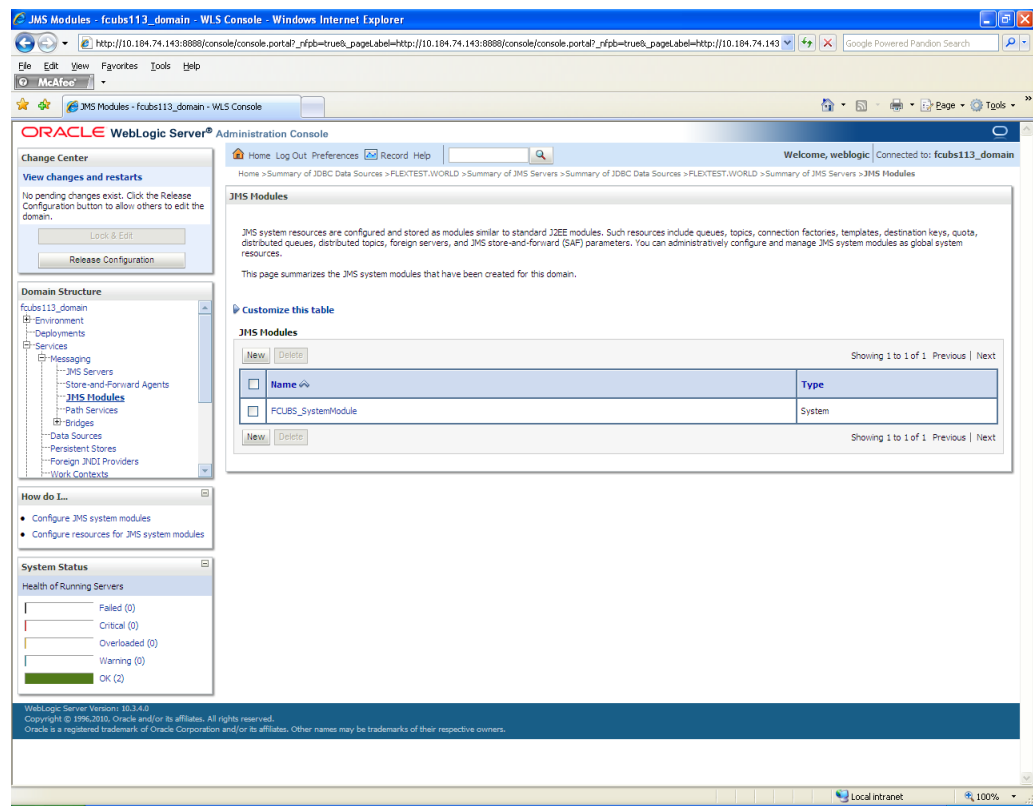 JMS Modules - fcubs113_domain - WLS Console - Windows Internet Explorer
http://10.184.74.143:8888/console/console.portal?_nfpb=true&_pageLabel=http://10.184.74.143:8888/console/console.portal?_nfpb=true&_pageLabel=http://10.184.74.143
Google Powered Pandion Search
File Edit View Favorites Tools Help
McAfee
JMS Modules - fcubs113_domain - WLS Console
Page Tools »
ORACLE WebLogic Server® Administration Console
Change Center
View changes and restarts
No pending changes exist. Click the Release
Configuration button to allow others to edit the
domain.
Lock & Edit
Release Configuration
Domain Structure
fcubs113_domain
Environment
Deployments
Services
Messaging
JMS Servers
Store-and-Forward Agents
JMS Modules
Path Services
Bridges
Data Sources
Persistent Stores
Foreign JNDI Providers
Work Contexts
How do I...
Configure JMS system modules
Configure resources for JMS system modules
System Status
Health of Running Servers
Failed (0)
Critical (0)
Overloaded (0)
Warning (0)
OK (2)
Home Log Out Preferences Record Help
Welcome, weblogic Connected to: fcubs113_domain
Home >Summary of JDBC Data Sources >FLEXTEST.WORLD >Summary of JMS Servers >Summary of JDBC Data Sources >FLEXTEST.WORLD >Summary of JMS Servers >JMS Modules
JMS Modules
JMS system resources are configured and stored as modules similar to standard J2EE modules. Such resources include queues, topics, connection factories, templates, destination keys, quota,
distributed queues, distributed topics, foreign servers, and JMS store-and-forward (SAF) parameters. You can administratively configure and manage JMS system modules as global system
resources.
This page summarizes the JMS system modules that have been created for this domain.
Customize this table
JMS Modules
New Delete Showing 1 to 1 of 1 Previous | Next
Name Type
FCUBS_SystemModule System
New Delete Showing 1 to 1 of 1 Previous | Next
WebLogic Server Version: 10.3.4.0
Copyright © 1996,2010, Oracle and/or its affiliates. All rights reserved.
Oracle is a registered trademark of Oracle Corporation and/or its affiliates. Other names may be trademarks of their respective owners.
Local intranet 100%